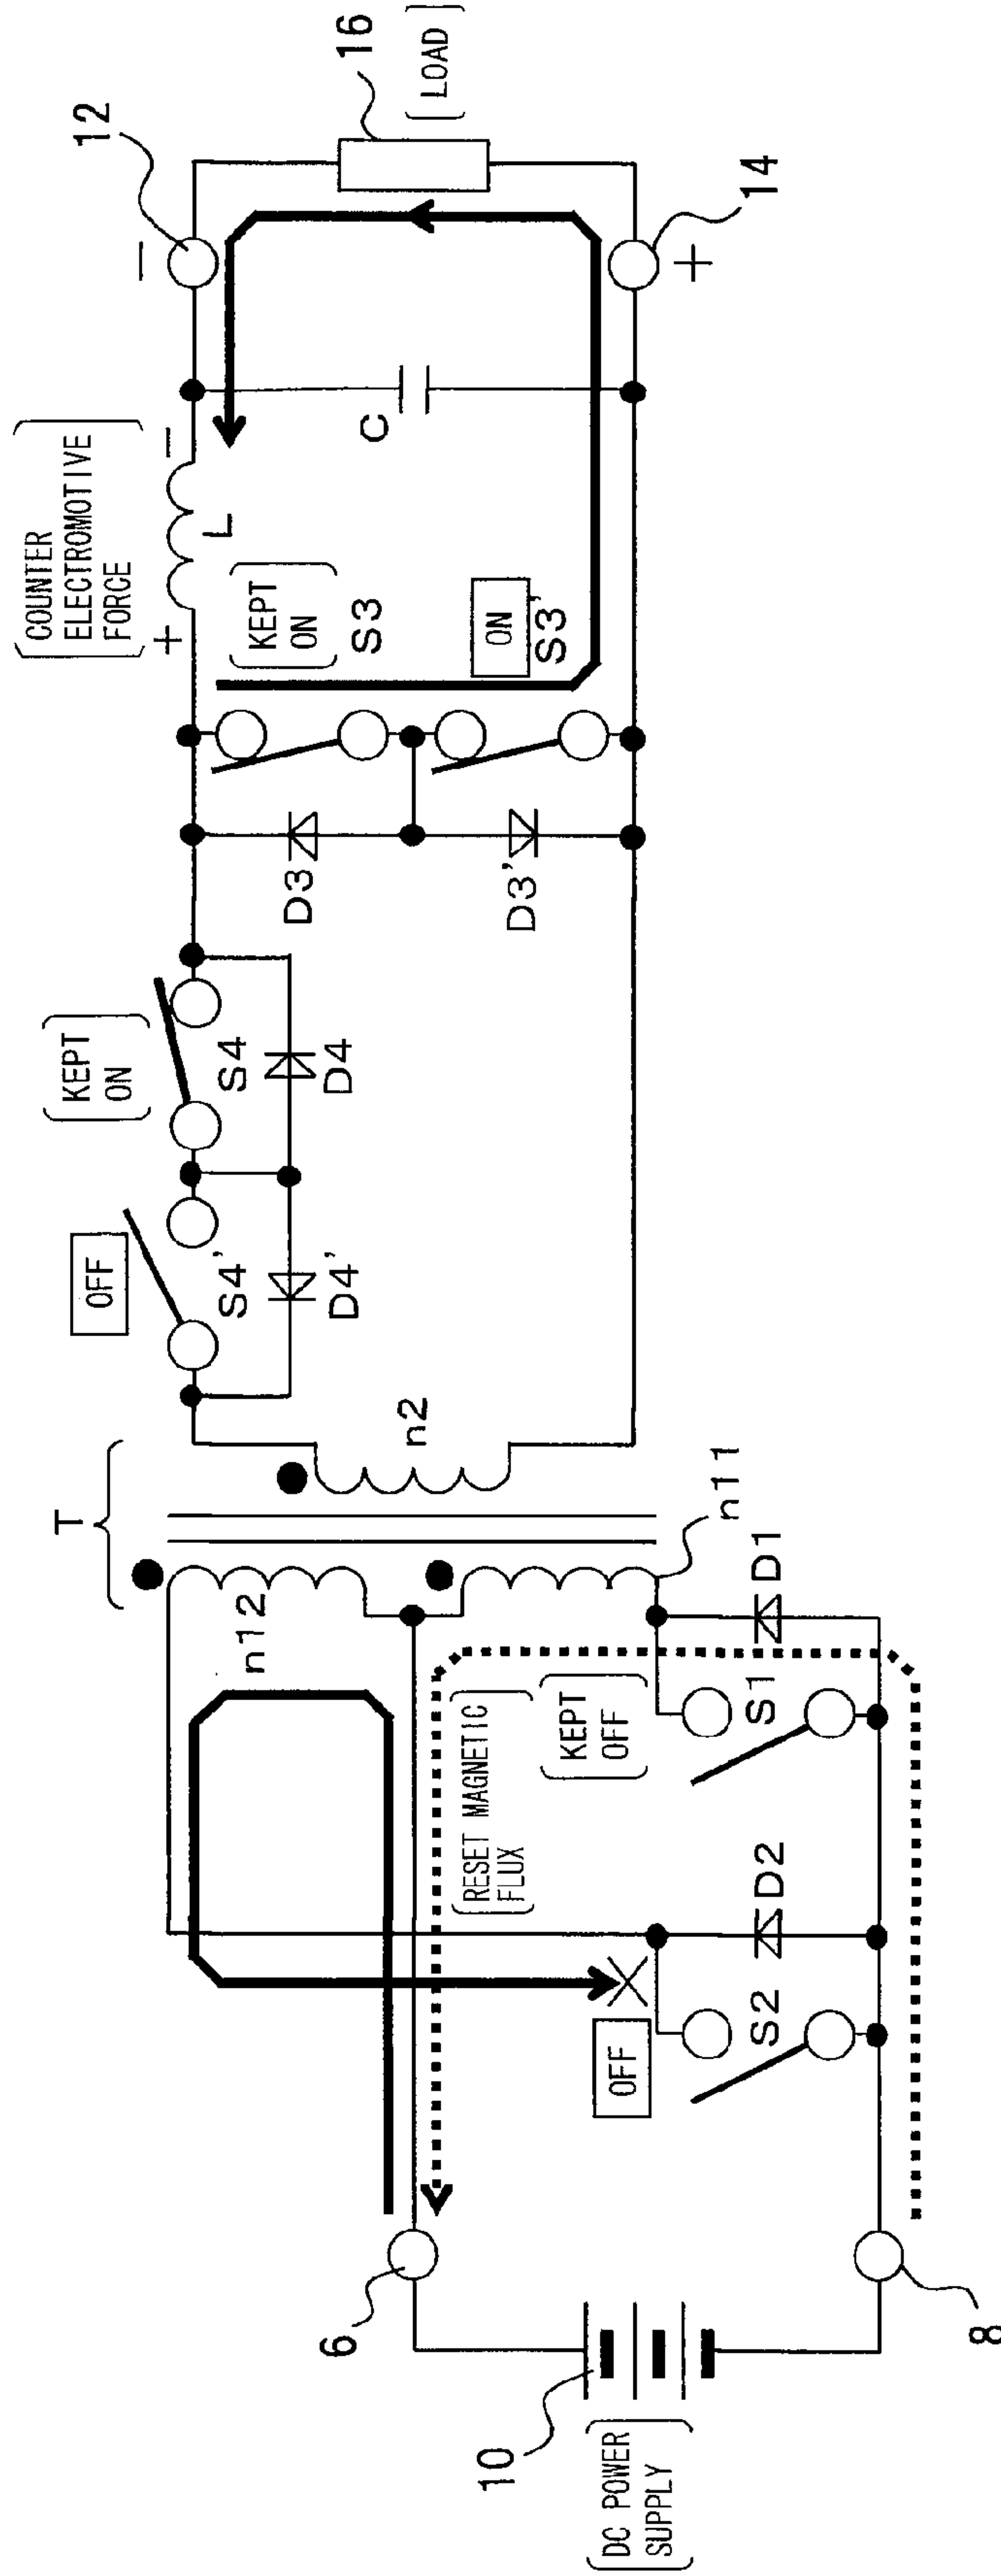 COUNTER
ELECTROMOTIVE
FORCE
12
16
[LOAD]
14
+
−
−
+
L
C
[KEPT
ON]
S3
ON
S3'
D3
D3'
[KEPT
ON]
S4
D4
OFF
S4'
D4'
T
n2
n12
n11
D1
[RESET MAGNETIC
FLUX]
[KEPT
OFF]
S1
D2
OFF
S2
6
8
10
[DC POWER
SUPPLY]